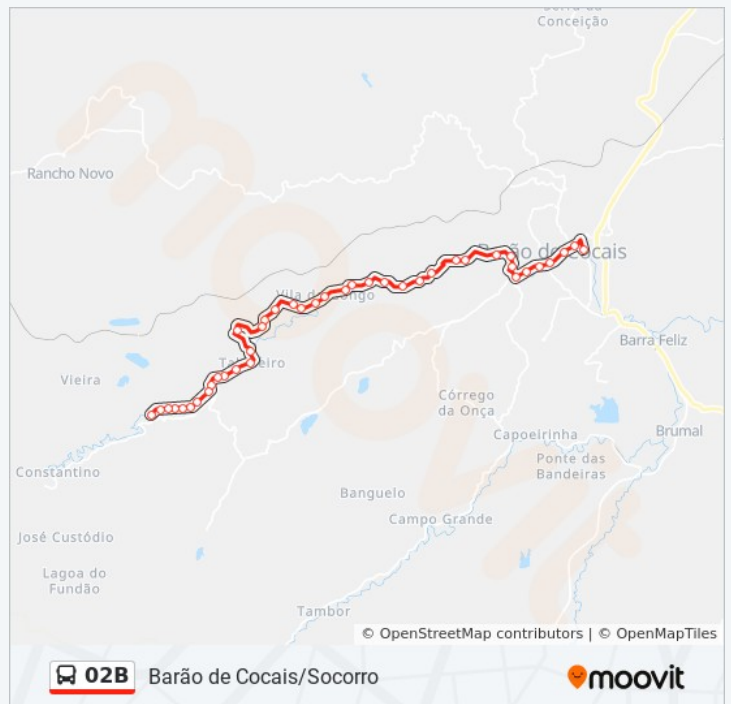 Serra da
Conceição
Rancho Novo
Barão de Cocais
Vila do Gongo
Barra Feliz
Tabuleiro
Vieira
Córrego
da Onça
Capoeirinha
Brumal
Ponte das
Bandeiras
Constantino
Banguelo
Campo Grande
José Custódio
Lagoa do
Fundão
Tambor
© OpenStreetMap contributors | © OpenMapTiles
02B Barão de Cocais/Socorro
moovit